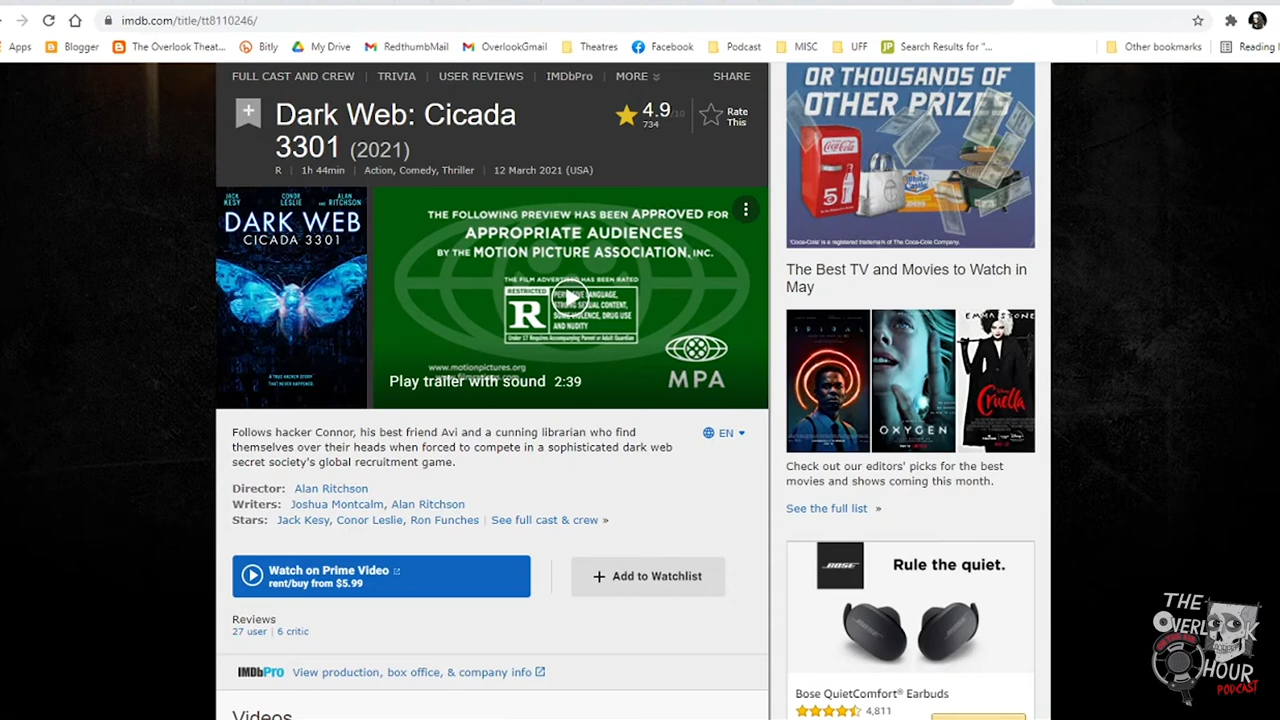 imdb.com/title/tt8110246/
Apps
Blogger
The Overlook Theat...
Bitly
My Drive
RedthumbMail
OverlookGmail
Theatres
Facebook
Podcast
MISC
UFF
Search Results for "...
Other bookmarks
Reading l
FULL CAST AND CREW
TRIVIA
USER REVIEWS
IMDbPro
MORE
SHARE
Dark Web: Cicada
3301 (2021)
4.9/10
734
Rate
This
R | 1h 44min | Action, Comedy, Thriller | 12 March 2021 (USA)
JACK KESY
CONOR LESLIE
AND ALAN RITCHSON
DARK WEB
CICADA 3301
A TRUE HACKER STORY
THAT NEVER HAPPENED
THE FOLLOWING PREVIEW HAS BEEN APPROVED FOR
APPROPRIATE AUDIENCES
BY THE MOTION PICTURE ASSOCIATION, INC.
THE FILM ADVERTISED HAS BEEN RATED
RESTRICTED
R
LANGUAGE,
STRONG SEXUAL CONTENT,
SOME VIOLENCE, DRUG USE
AND NUDITY
Under 17 Requires Accompanying Parent or Adult Guardian
www.motionpictures.org
MPA
Play trailer with sound 2:39
Follows hacker Connor, his best friend Avi and a cunning librarian who find
themselves over their heads when forced to compete in a sophisticated dark web
secret society's global recruitment game.
EN
Director: Alan Ritchson
Writers: Joshua Montcalm, Alan Ritchson
Stars: Jack Kesy, Conor Leslie, Ron Funches | See full cast & crew »
Watch on Prime Video
rent/buy from $5.99
+ Add to Watchlist
Reviews
27 user | 6 critic
IMDbPro View production, box office, & company info
Videos
OR THOUSANDS OF
OTHER PRIZES
Coca-Cola
5
White Castle
"Coca-Cola" is a registered trademark of The Coca-Cola Company.
The Best TV and Movies to Watch in
May
SPIRAL
OXYGEN
EMMA STONE
Cruella
Check out our editors' picks for the best
movies and shows coming this month.
See the full list »
BOSE
Rule the quiet.
Bose QuietComfort® Earbuds
4,811
THE
OVERLOOK
ON THE AIR
HOUR
PODCAST